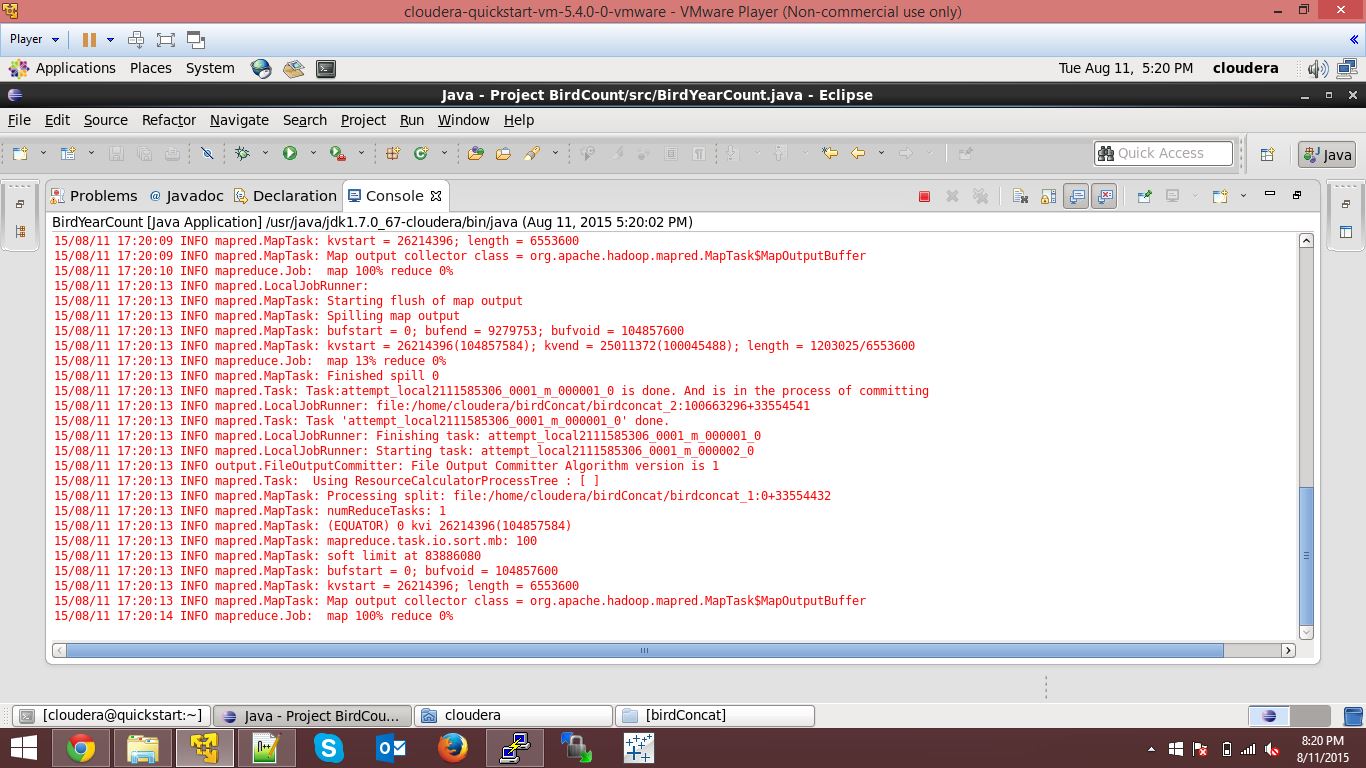 cloudera-quickstart-vm-5.4.0-0-vmware - VMware Player (Non-commercial use only)
Player
Applications Places System
Tue Aug 11, 5:20 PM cloudera
Java - Project BirdCount/src/BirdYearCount.java - Eclipse
File Edit Source Refactor Navigate Search Project Run Window Help
Quick Access
Java
Problems @ Javadoc Declaration Console
BirdYearCount [Java Application] /usr/java/jdk1.7.0_67-cloudera/bin/java (Aug 11, 2015 5:20:02 PM)
15/08/11 17:20:09 INFO mapred.MapTask: kvstart = 26214396; length = 6553600
15/08/11 17:20:09 INFO mapred.MapTask: Map output collector class = org.apache.hadoop.mapred.MapTask$MapOutputBuffer
15/08/11 17:20:10 INFO mapreduce.Job:  map 100% reduce 0%
15/08/11 17:20:13 INFO mapred.LocalJobRunner:
15/08/11 17:20:13 INFO mapred.MapTask: Starting flush of map output
15/08/11 17:20:13 INFO mapred.MapTask: Spilling map output
15/08/11 17:20:13 INFO mapred.MapTask: bufstart = 0; bufend = 9279753; bufvoid = 104857600
15/08/11 17:20:13 INFO mapred.MapTask: kvstart = 26214396(104857584); kvend = 25011372(100045488); length = 1203025/6553600
15/08/11 17:20:13 INFO mapreduce.Job:  map 13% reduce 0%
15/08/11 17:20:13 INFO mapred.MapTask: Finished spill 0
15/08/11 17:20:13 INFO mapred.Task: Task:attempt_local2111585306_0001_m_000001_0 is done. And is in the process of committing
15/08/11 17:20:13 INFO mapred.LocalJobRunner: file:/home/cloudera/birdConcat/birdconcat_2:100663296+33554541
15/08/11 17:20:13 INFO mapred.Task: Task 'attempt_local2111585306_0001_m_000001_0' done.
15/08/11 17:20:13 INFO mapred.LocalJobRunner: Finishing task: attempt_local2111585306_0001_m_000001_0
15/08/11 17:20:13 INFO mapred.LocalJobRunner: Starting task: attempt_local2111585306_0001_m_000002_0
15/08/11 17:20:13 INFO output.FileOutputCommitter: File Output Committer Algorithm version is 1
15/08/11 17:20:13 INFO mapred.Task:  Using ResourceCalculatorProcessTree : [ ]
15/08/11 17:20:13 INFO mapred.MapTask: Processing split: file:/home/cloudera/birdConcat/birdconcat_1:0+33554432
15/08/11 17:20:13 INFO mapred.MapTask: numReduceTasks: 1
15/08/11 17:20:13 INFO mapred.MapTask: (EQUATOR) 0 kvi 26214396(104857584)
15/08/11 17:20:13 INFO mapred.MapTask: mapreduce.task.io.sort.mb: 100
15/08/11 17:20:13 INFO mapred.MapTask: soft limit at 83886080
15/08/11 17:20:13 INFO mapred.MapTask: bufstart = 0; bufvoid = 104857600
15/08/11 17:20:13 INFO mapred.MapTask: kvstart = 26214396; length = 6553600
15/08/11 17:20:13 INFO mapred.MapTask: Map output collector class = org.apache.hadoop.mapred.MapTask$MapOutputBuffer
15/08/11 17:20:14 INFO mapreduce.Job:  map 100% reduce 0%
[cloudera@quickstart:~] Java - Project BirdCou... cloudera [birdConcat]
8:20 PM
8/11/2015